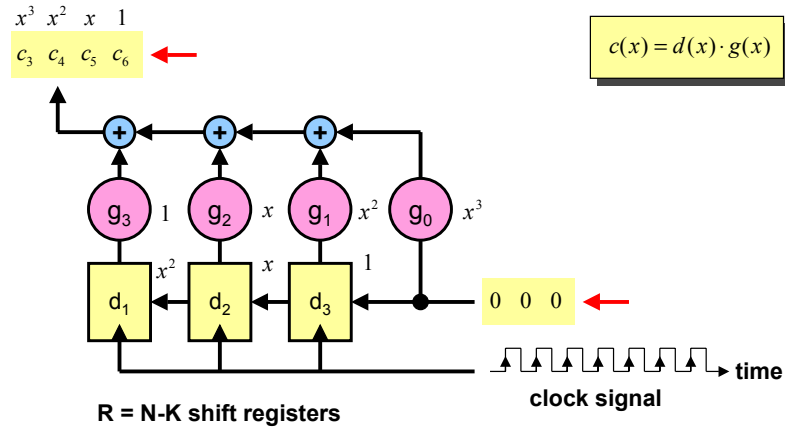 x³ x² x 1
c₃ c₄ c₅ c₆
c(x) = d(x) · g(x)
+ + +
g₃ 1 g₂ x g₁ x² g₀ x³
x² x 1
d₁ d₂ d₃ 0 0 0
time
clock signal
R = N-K shift registers